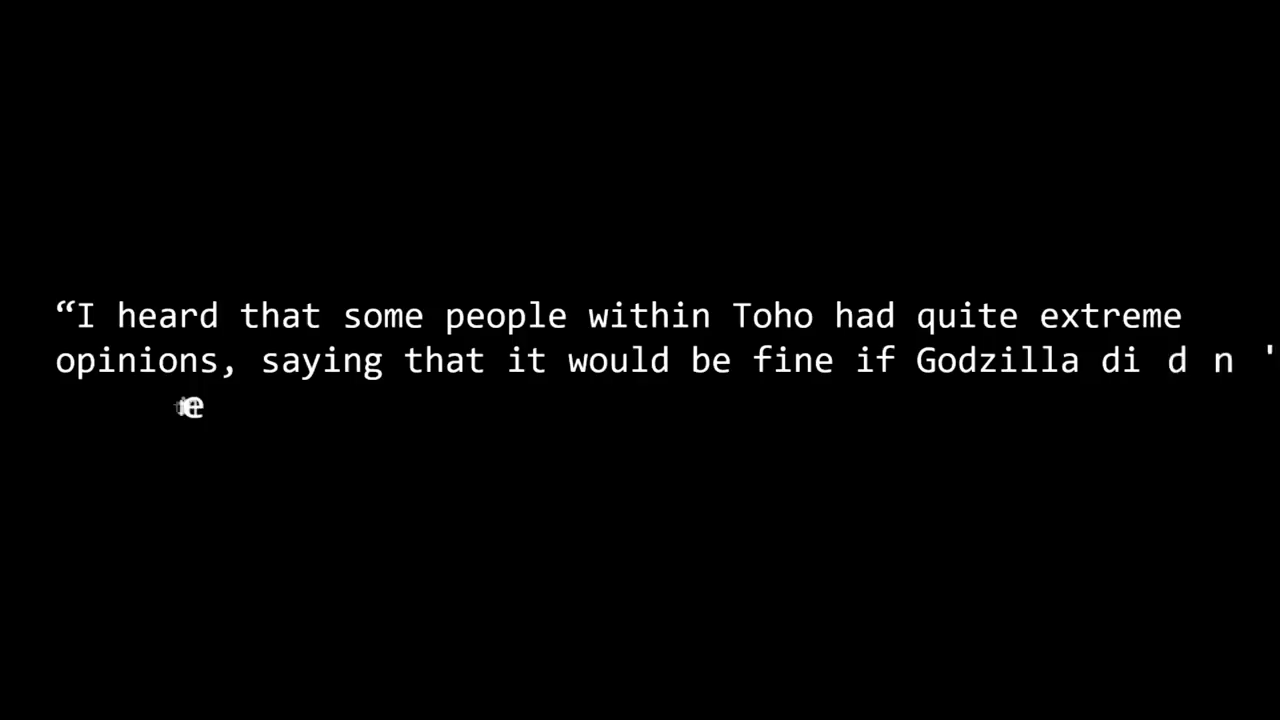 “I heard that some people within Toho had quite extreme
opinions, saying that it would be fine if Godzilla di d n '